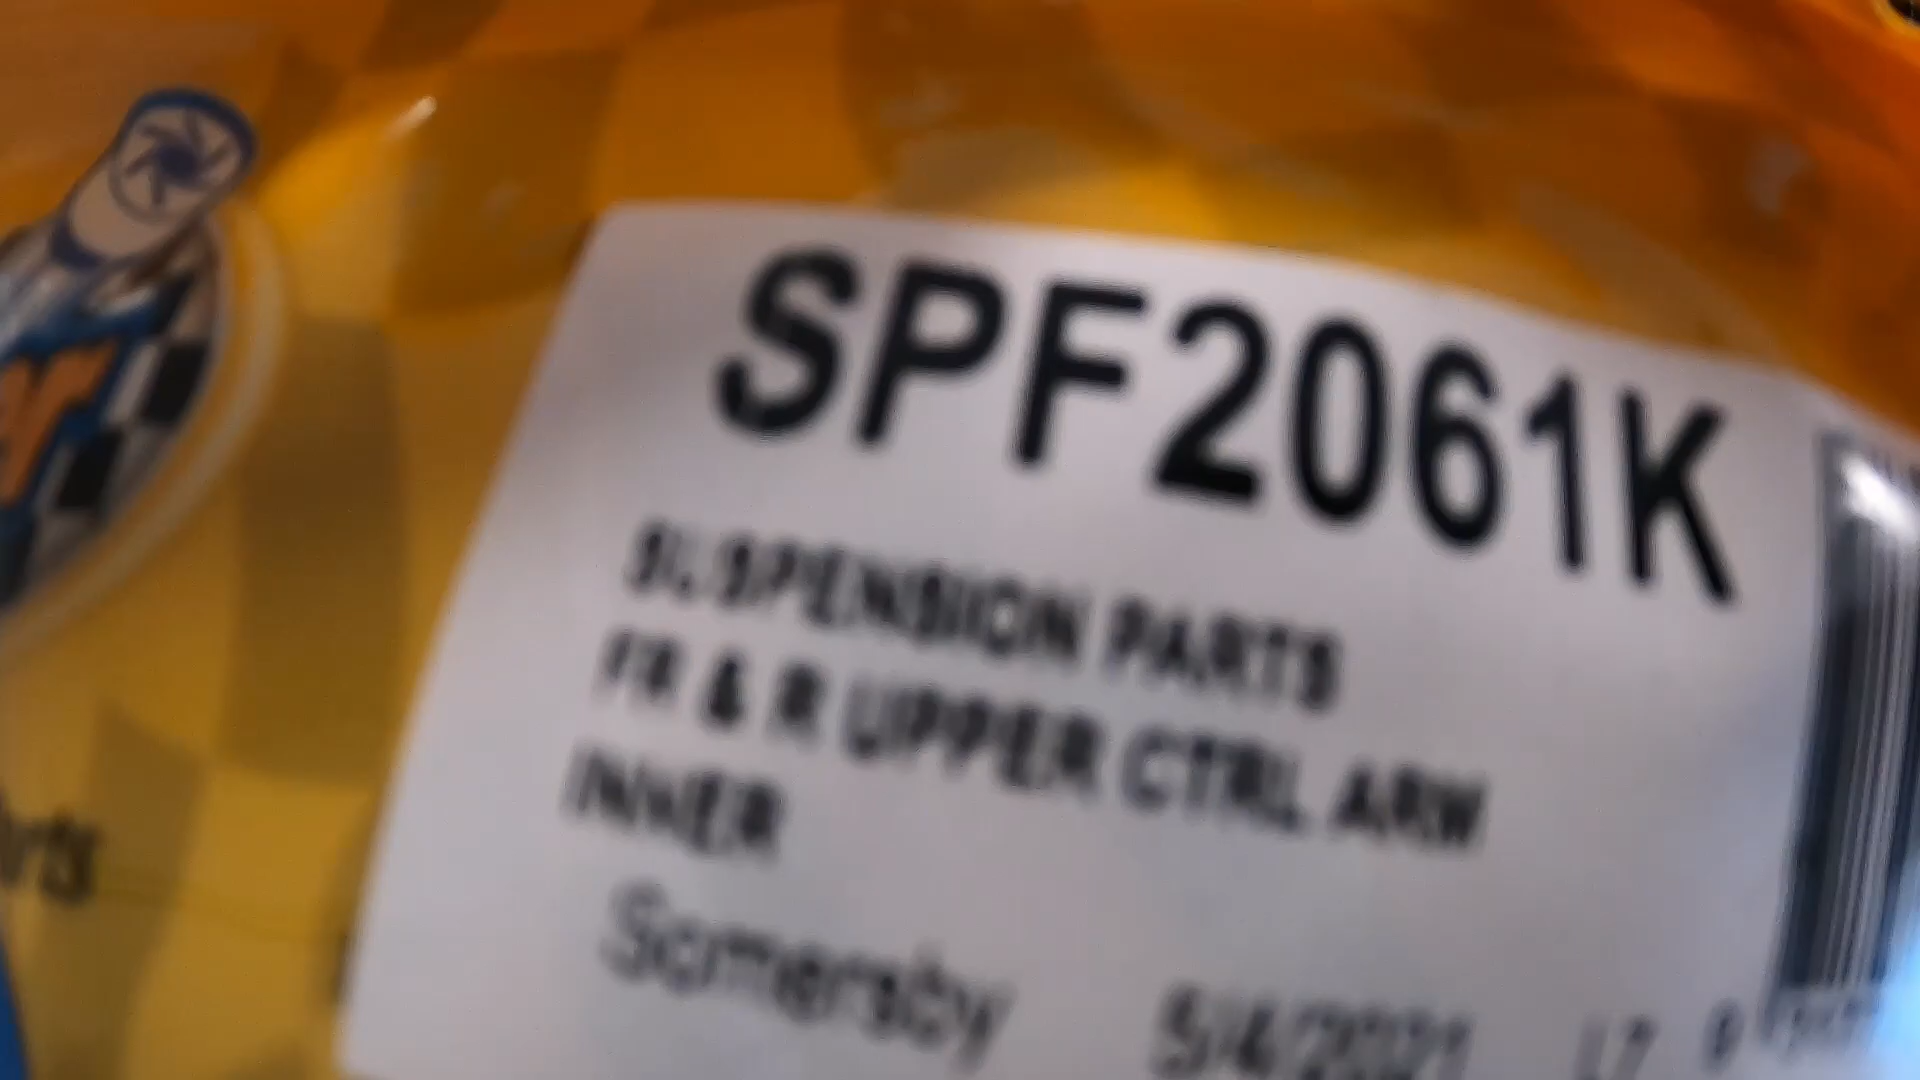 SPF2061K
SUSPENSION PARTS
FR & R UPPER CTRL ARM
INNER
Somersby 5/4/2021